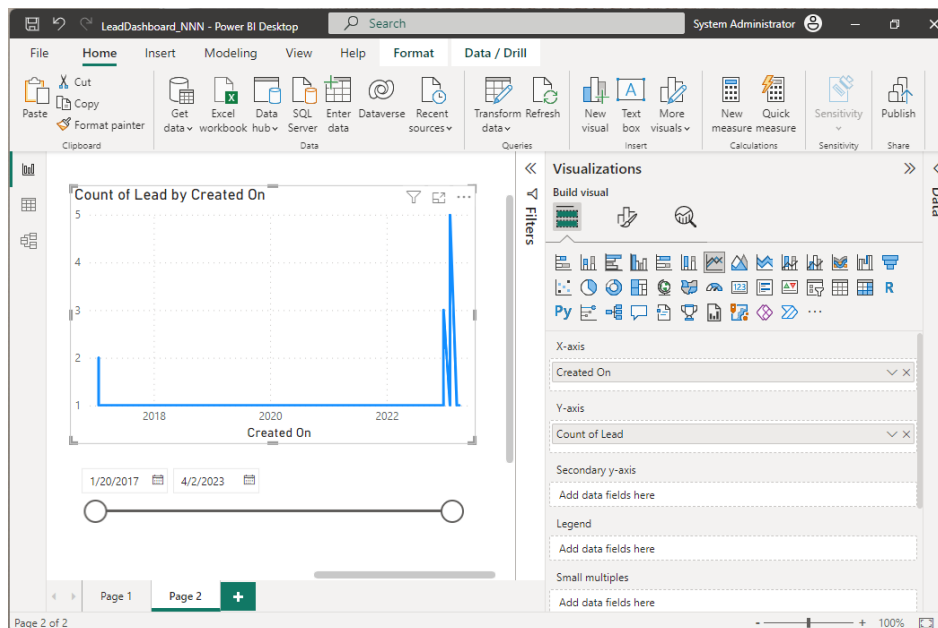 LeadDashboard_NNN - Power BI Desktop
Search
System Administrator
File Home Insert Modeling View Help Format Data / Drill
Paste
Cut
Copy
Format painter
Clipboard
Get data
Excel workbook
Data hub
SQL Server
Enter data
Dataverse
Recent sources
Data
Transform data
Refresh
Queries
New visual
Text box
More visuals
Insert
New measure
Quick measure
Calculations
Sensitivity
Sensitivity
Publish
Share
Count of Lead by Created On
5
4
3
2
1
2018 2020 2022
Created On
1/20/2017 4/2/2023
Filters
Visualizations
Build visual
123
R
Py
X-axis
Created On
Y-axis
Count of Lead
Secondary y-axis
Add data fields here
Legend
Add data fields here
Small multiples
Add data fields here
Data
Page 1 Page 2 +
Page 2 of 2
- + 100%